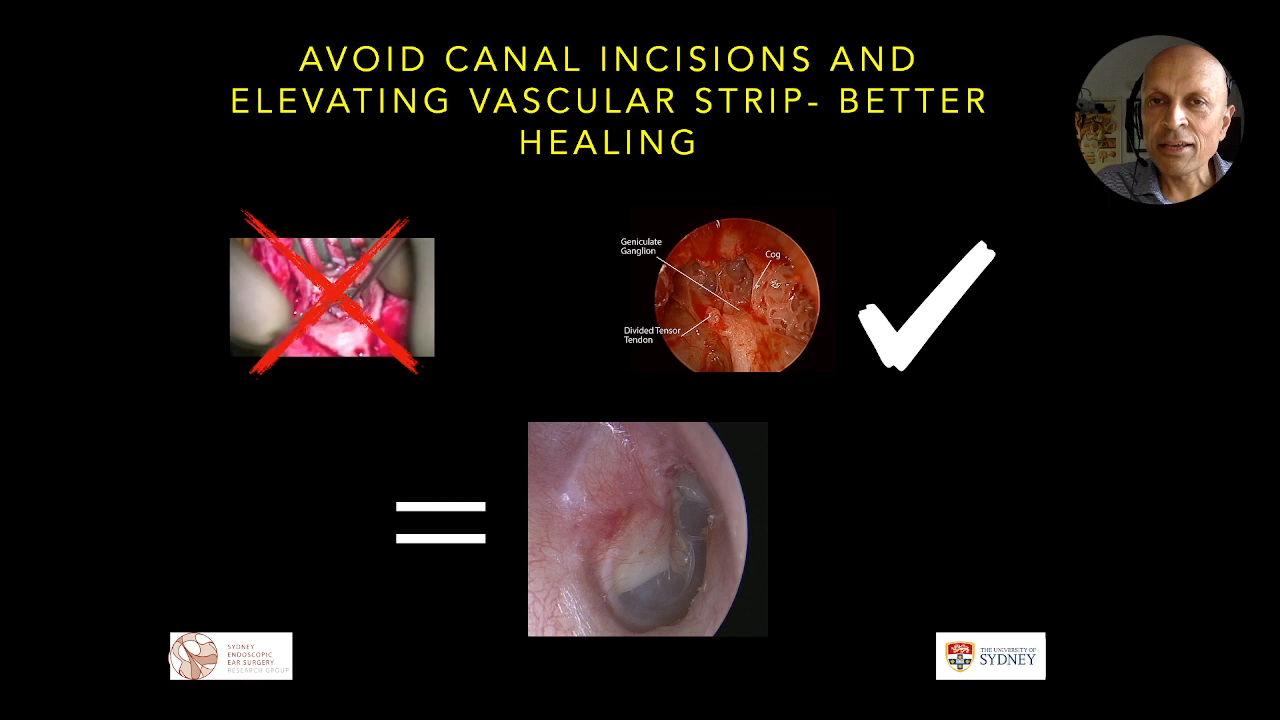 AVOID CANAL INCISIONS AND
ELEVATING VASCULAR STRIP- BETTER
HEALING
Geniculate
Ganglion
Cog
Divided Tensor
Tendon
SYDNEY
ENDOSCOPIC
EAR SURGERY
RESEARCH GROUP
THE UNIVERSITY OF
SYDNEY